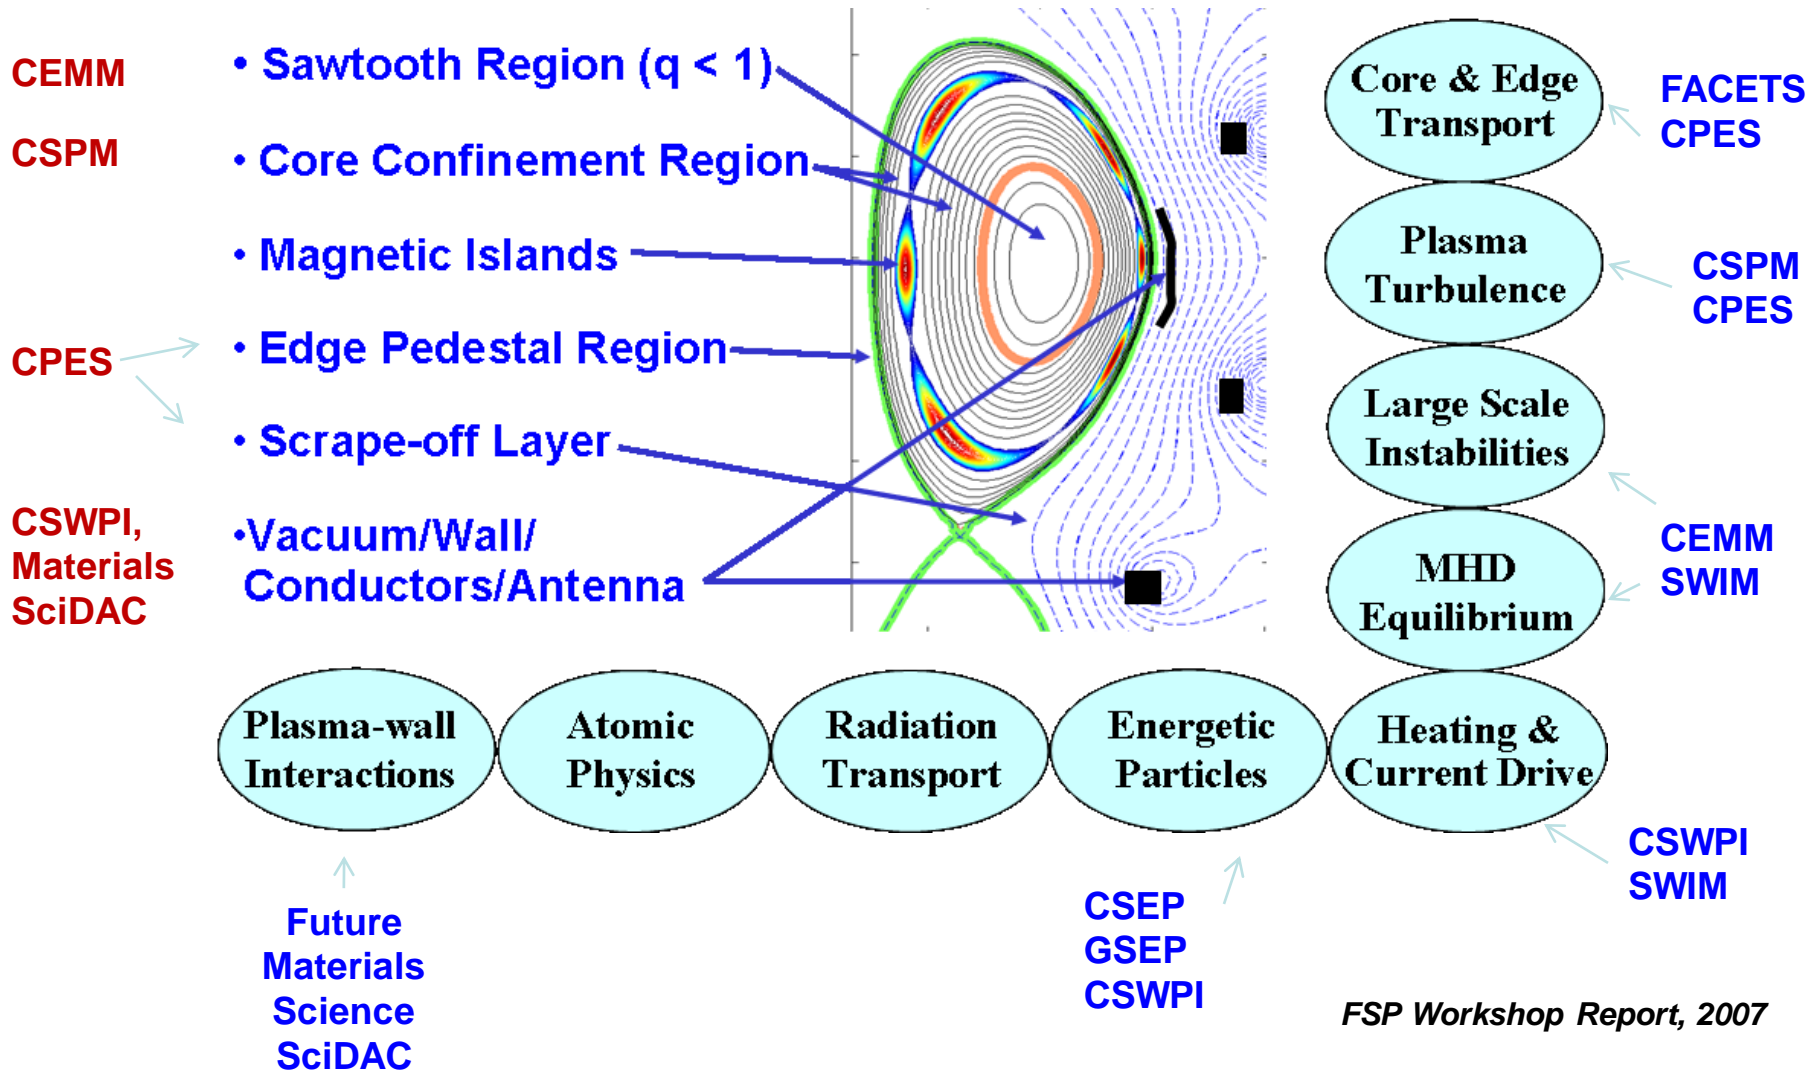 CEMM
• Sawtooth Region (q < 1)
CSPM
• Core Confinement Region
• Magnetic Islands
CPES
• Edge Pedestal Region
• Scrape-off Layer
CSWPI,
Materials
SciDAC
•Vacuum/Wall/
Conductors/Antenna
Core & Edge
Transport
FACETS
CPES
Plasma
Turbulence
CSPM
CPES
Large Scale
Instabilities
MHD
Equilibrium
CEMM
SWIM
Plasma-wall
Interactions
Atomic
Physics
Radiation
Transport
Energetic
Particles
Heating &
Current Drive
Future
Materials
Science
SciDAC
CSEP
GSEP
CSWPI
CSWPI
SWIM
FSP Workshop Report, 2007